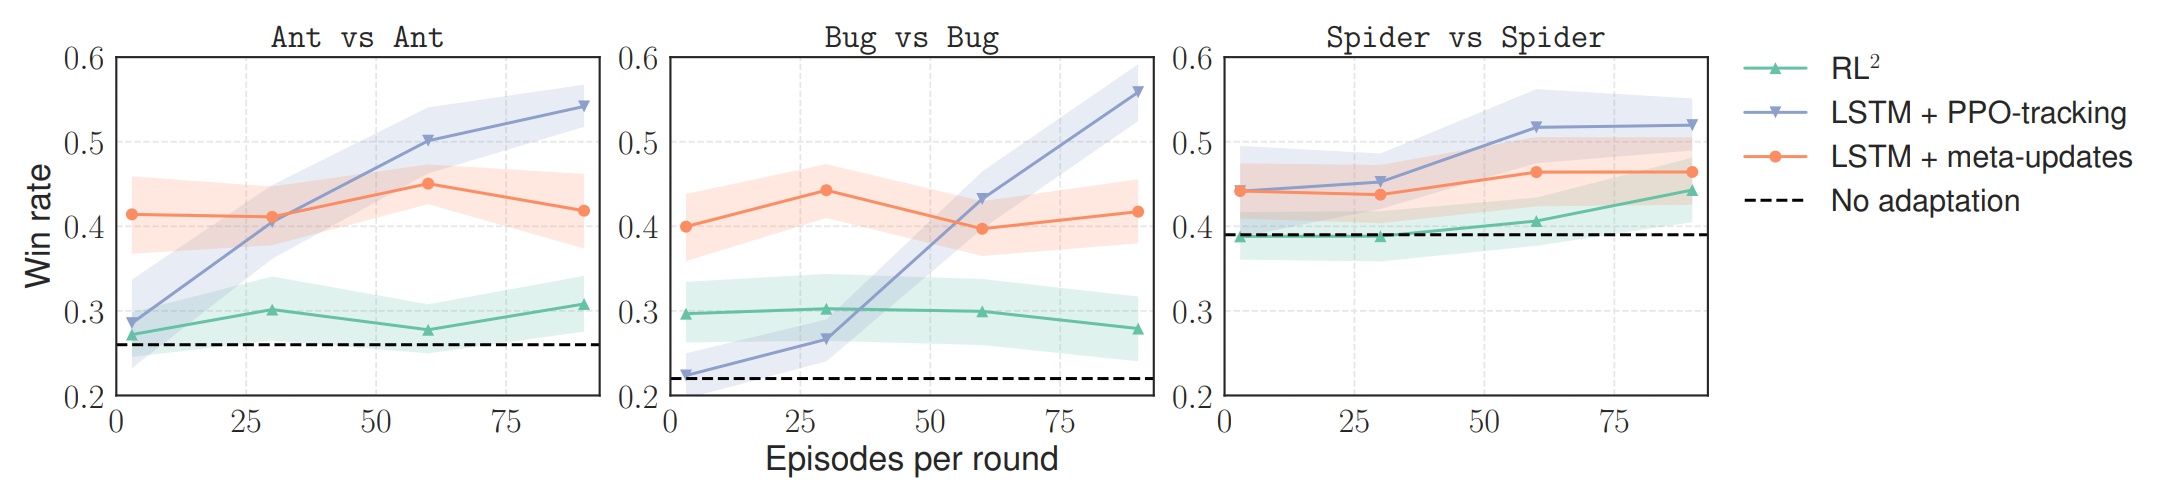 Ant vs Ant
Bug vs Bug
Spider vs Spider
Win rate
0.6
0.5
0.4
0.3
0.2
0 25 50 75
0.6
0.5
0.4
0.3
0.2
0 25 50 75
0.6
0.5
0.4
0.3
0.2
0 25 50 75
Episodes per round
RL²
LSTM + PPO-tracking
LSTM + meta-updates
No adaptation